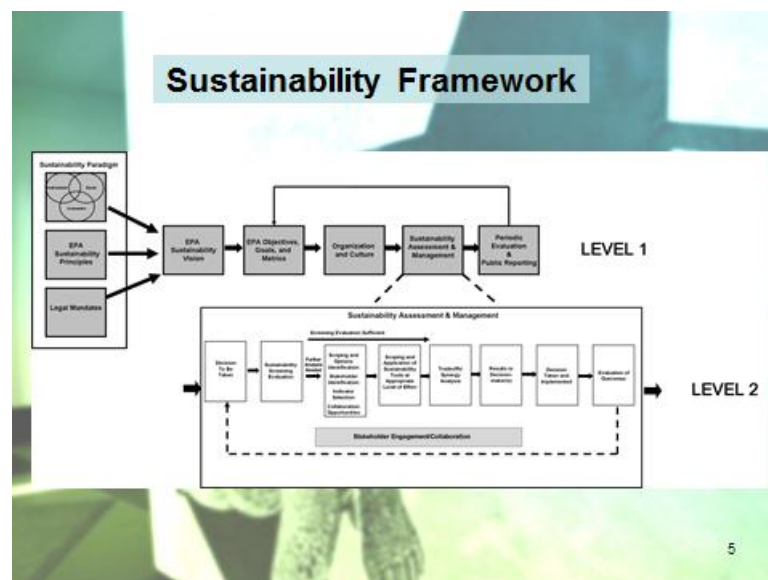 Sustainability Framework
Sustainability Paradigm
Environment
Social
Economic
EPA
Sustainability
Principles
Legal Mandates
EPA
Sustainability
Vision
EPA Objectives,
Goals, and
Metrics
Organization
and Culture
Sustainability
Assessment &
Management
Periodic
Evaluation
&
Public Reporting
LEVEL 1
Sustainability Assessment & Management
Screening Evaluation Sufficient
Decision
To Be
Taken
Sustainability
Screening
Evaluation
Further
Analysis
Needed
Scoping and
Options
Identification
Stakeholder
Identification
Indicator
Selection
Collaboration
Opportunities
Scoping and
Application of
Sustainability
Tools at
Appropriate
Level of Effort
Tradeoff/
Synergy
Analysis
Results to
Decision-
maker(s)
Decision
Taken and
Implemented
Evaluation of
Outcomes
LEVEL 2
Stakeholder Engagement/Collaboration
5